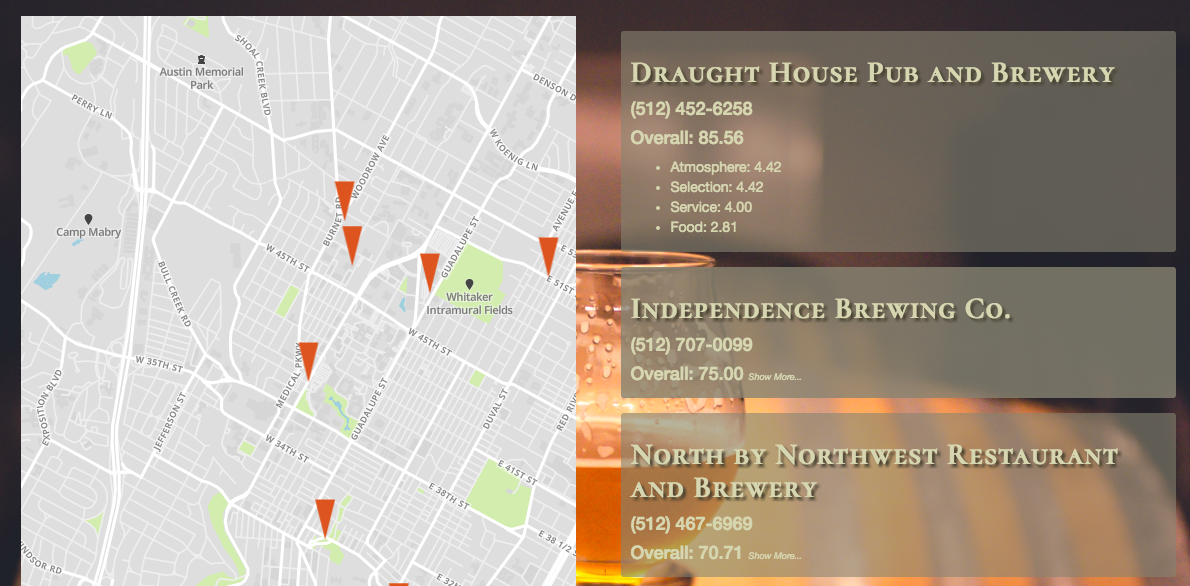 SHOAL CREEK BLVD
Austin Memorial
Park
DENSON D
PERRY LN
W KOENIG LN
WOODROW AVE
BURNET RD
AVENUE F
Camp Mabry
GUADALUPE ST
W 45TH ST
E 51ST
BULL CREEK RD
Whitaker
Intramural Fields
W 45TH ST
W 35TH ST
MEDICAL PKWY
EXPOSITION BLVD
JEFFERSON ST
GUADALUPE ST
DUVAL ST
RED RIV
W 34TH ST
E 41ST ST
E 38TH ST
E 38 1/2 S
NDSOR RD
E 32N
Draught House Pub and Brewery
(512) 452-6258
Overall: 85.56
• Atmosphere: 4.42
• Selection: 4.42
• Service: 4.00
• Food: 2.81
Independence Brewing Co.
(512) 707-0099
Overall: 75.00 Show More...
North by Northwest Restaurant
and Brewery
(512) 467-6969
Overall: 70.71 Show More...